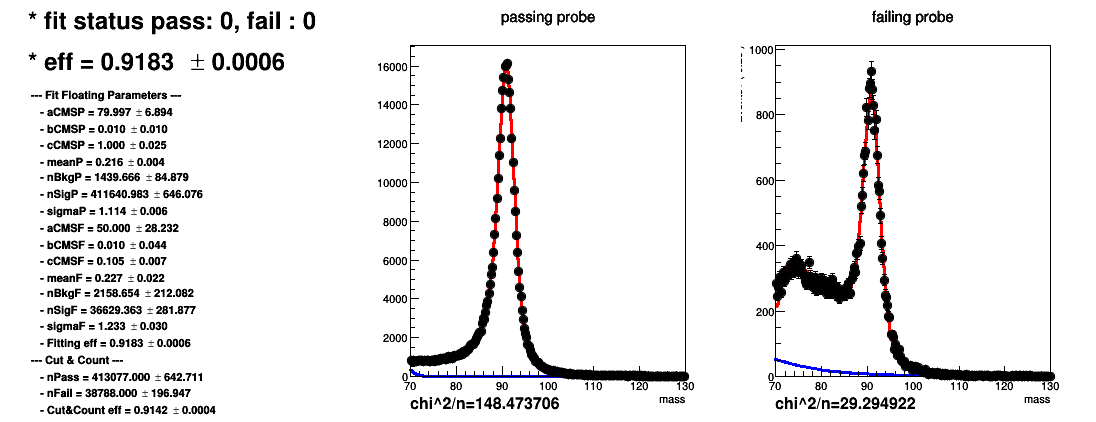 * fit status pass: 0, fail : 0
* eff = 0.9183 ± 0.0006
--- Fit Floating Parameters ---
- aCMSP = 79.997 ± 6.894
- bCMSP = 0.010 ± 0.010
- cCMSP = 1.000 ± 0.025
- meanP = 0.216 ± 0.004
- nBkgP = 1439.666 ± 84.879
- nSigP = 411640.983 ± 646.076
- sigmaP = 1.114 ± 0.006
- aCMSF = 50.000 ± 28.232
- bCMSF = 0.010 ± 0.044
- cCMSF = 0.105 ± 0.007
- meanF = 0.227 ± 0.022
- nBkgF = 2158.654 ± 212.082
- nSigF = 36629.363 ± 281.877
- sigmaF = 1.233 ± 0.030
- Fitting eff = 0.9183 ± 0.0006
--- Cut & Count ---
- nPass = 413077.000 ± 642.711
- nFail = 38788.000 ± 196.947
- Cut&Count eff = 0.9142 ± 0.0004
passing probe
16000
14000
12000
10000
8000
6000
4000
2000
0
70 80 90 100 110 120 130
mass
chi^2/n=148.473706
failing probe
1000
800
600
400
200
0
70 80 90 100 110 120 130
mass
chi^2/n=29.294922